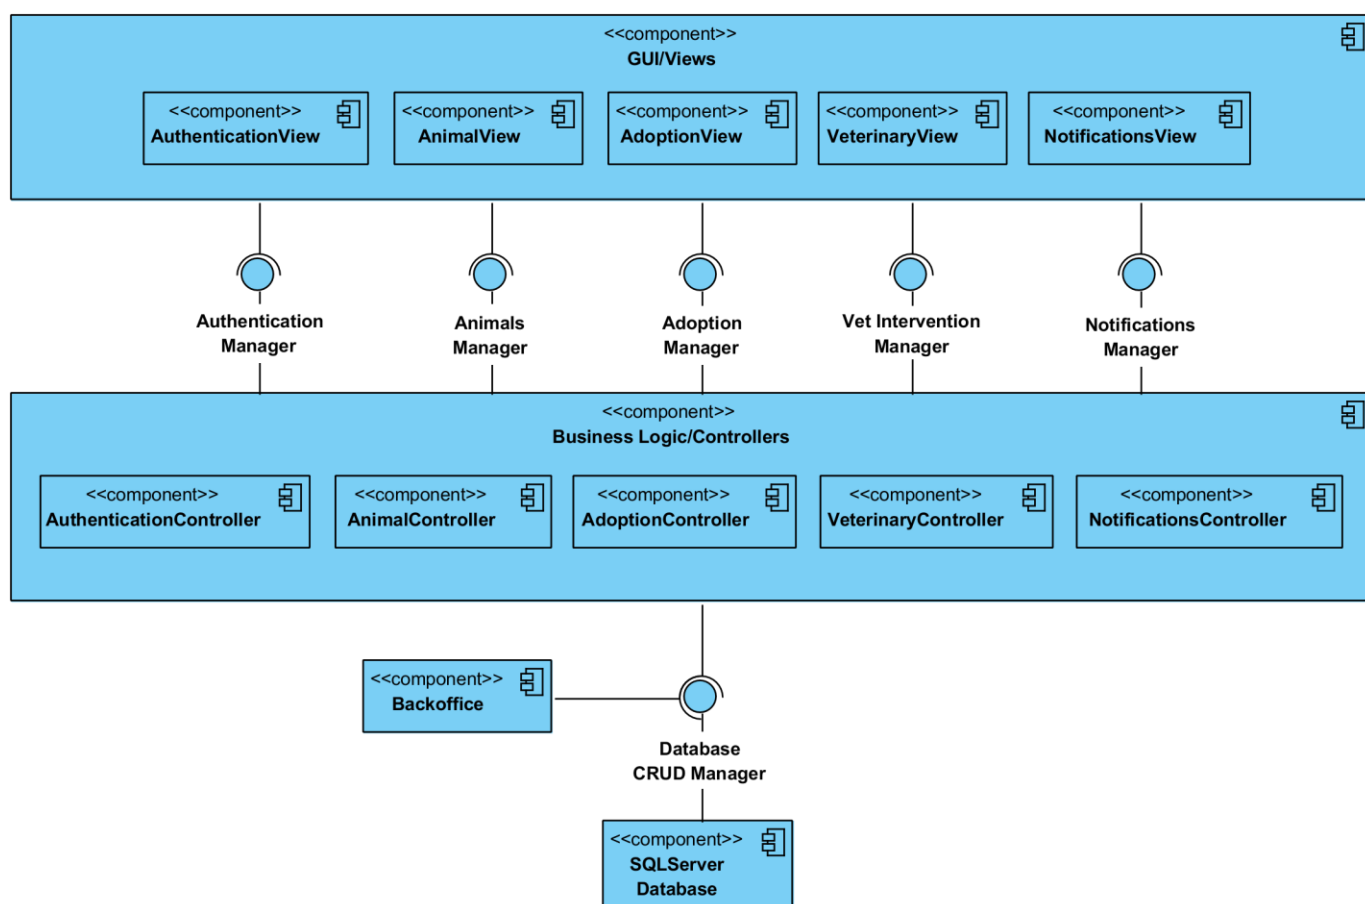 <<component>>
GUI/Views
<<component>>
AuthenticationView
<<component>>
AnimalView
<<component>>
AdoptionView
<<component>>
VeterinaryView
<<component>>
NotificationsView
Authentication
Manager
Animals
Manager
Adoption
Manager
Vet Intervention
Manager
Notifications
Manager
<<component>>
Business Logic/Controllers
<<component>>
AuthenticationController
<<component>>
AnimalController
<<component>>
AdoptionController
<<component>>
VeterinaryController
<<component>>
NotificationsController
<<component>>
Backoffice
Database
CRUD Manager
<<component>>
SQLServer
Database